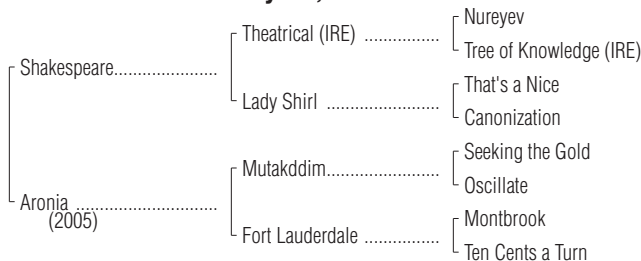 Nureyev
Theatrical (IRE) ..................
Tree of Knowledge (IRE)
Shakespeare.........................
That's a Nice
Lady Shirl ...........................
Canonization
Seeking the Gold
Mutakddim...........................
Oscillate
Aronia ..................................
(2005)
Montbrook
Fort Lauderdale ..................
Ten Cents a Turn